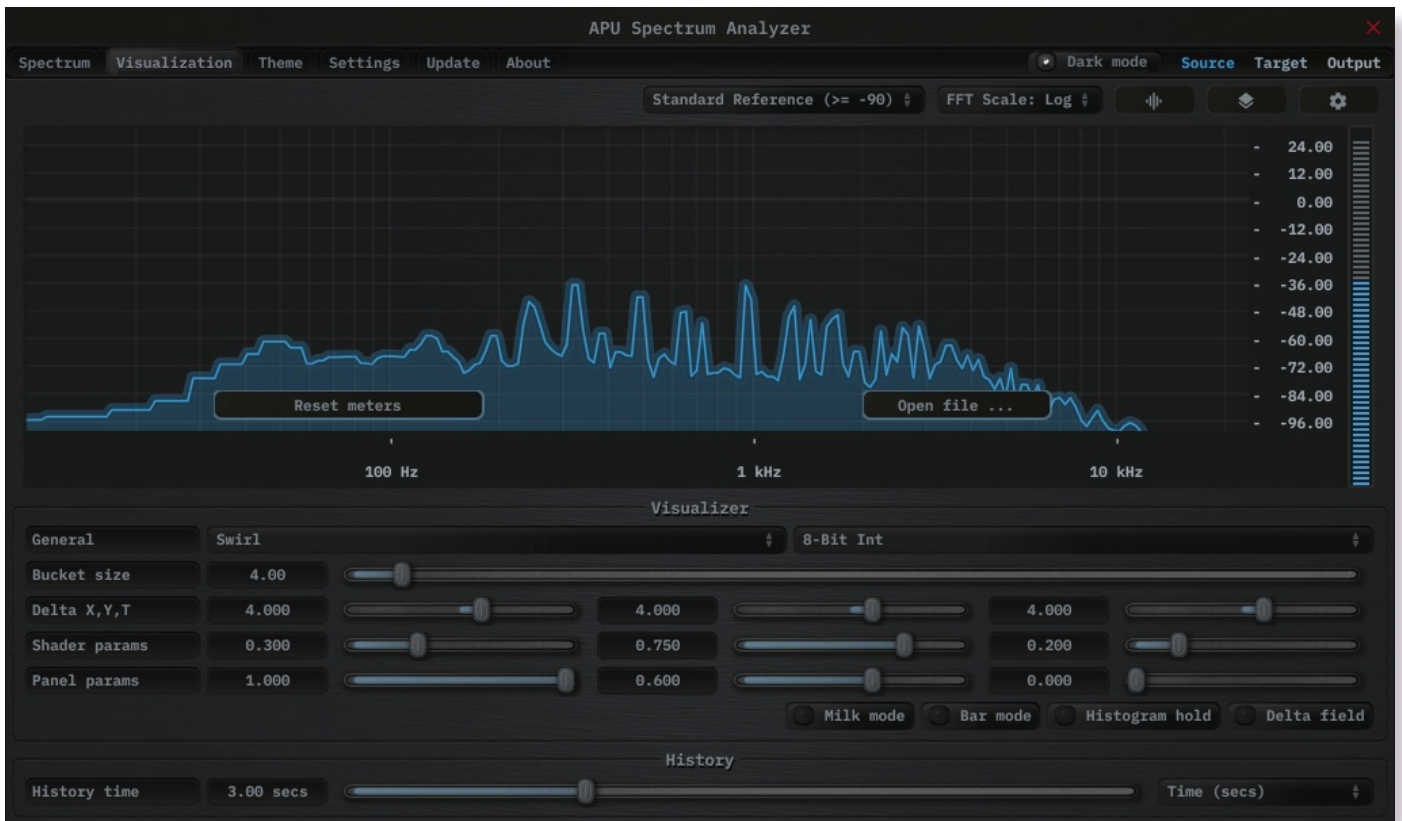 APU Spectrum Analyzer
Spectrum Visualization Theme Settings Update About Dark mode Source Target Output
Standard Reference (>= -90) FFT Scale: Log
- 24.00
- 12.00
- 0.00
- -12.00
- -24.00
- -36.00
- -48.00
- -60.00
- -72.00
- -84.00
- -96.00
Reset meters Open file ...
100 Hz 1 kHz 10 kHz
Visualizer
General Swirl 8-Bit Int
Bucket size 4.00
Delta X,Y,T 4.000 4.000 4.000
Shader params 0.300 0.750 0.200
Panel params 1.000 0.600 0.000
Milk mode Bar mode Histogram hold Delta field
History
History time 3.00 secs Time (secs)